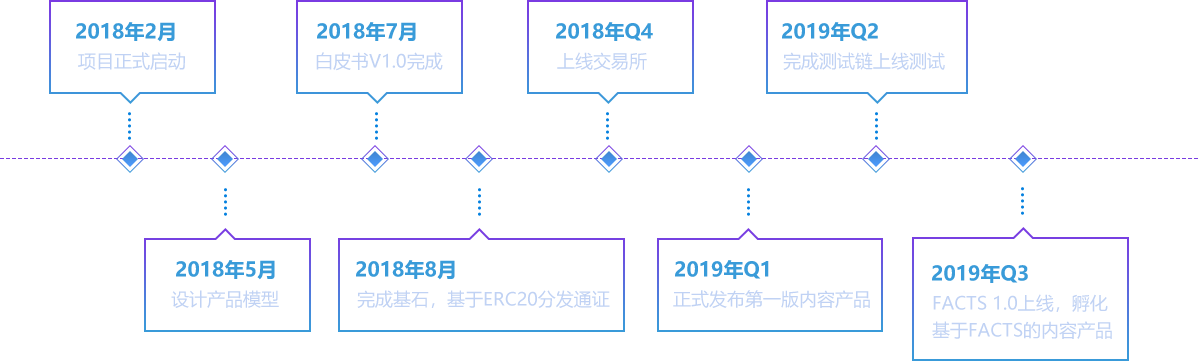 2018年2月
项目正式启动
2018年7月
白皮书V1.0完成
2018年Q4
上线交易所
2019年Q2
完成测试链上线测试
2018年5月
设计产品模型
2018年8月
完成基石，基于ERC20分发通证
2019年Q1
正式发布第一版内容产品
2019年Q3
FACTS 1.0上线，孵化
基于FACTS的内容产品